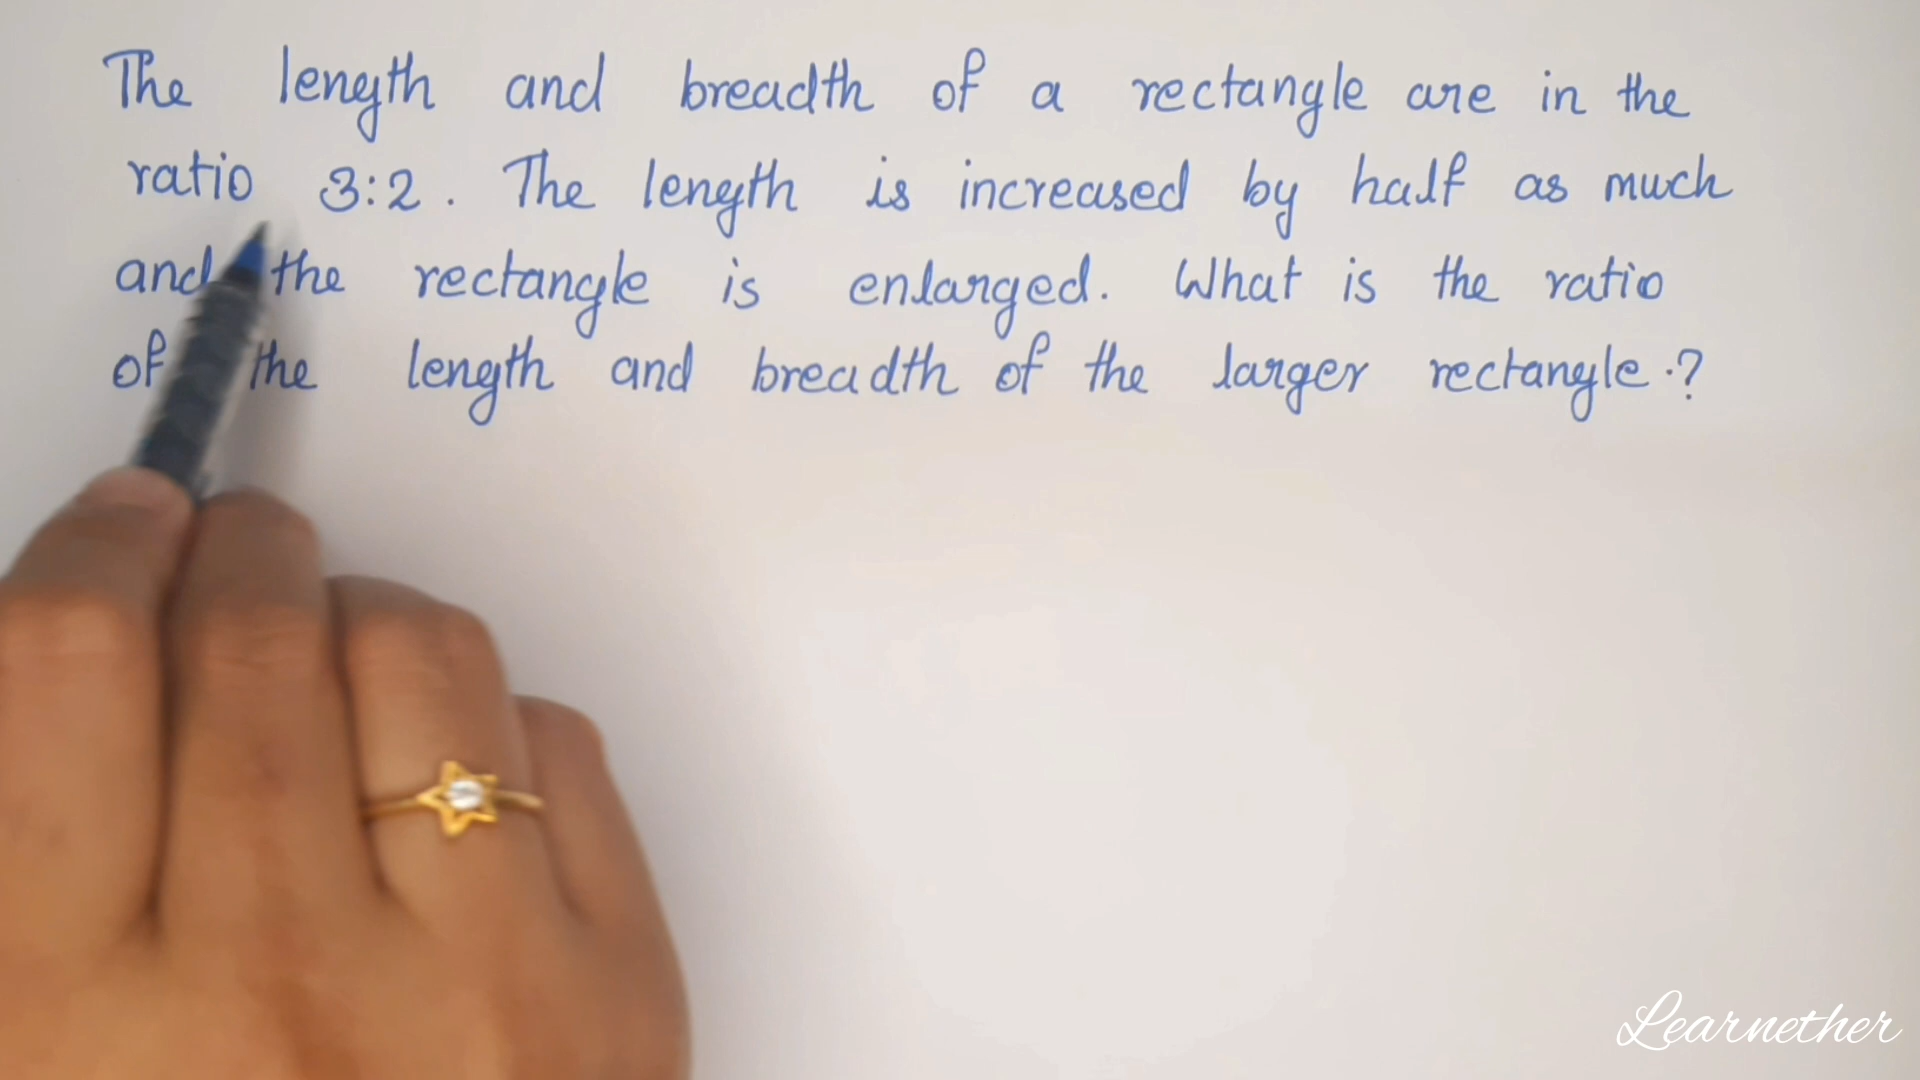 The length and breadth of a rectangle are in the
ratio 3:2. The length is increased by half as much
and the rectangle is enlarged. What is the ratio
of the length and breadth of the larger rectangle.?
Learnether